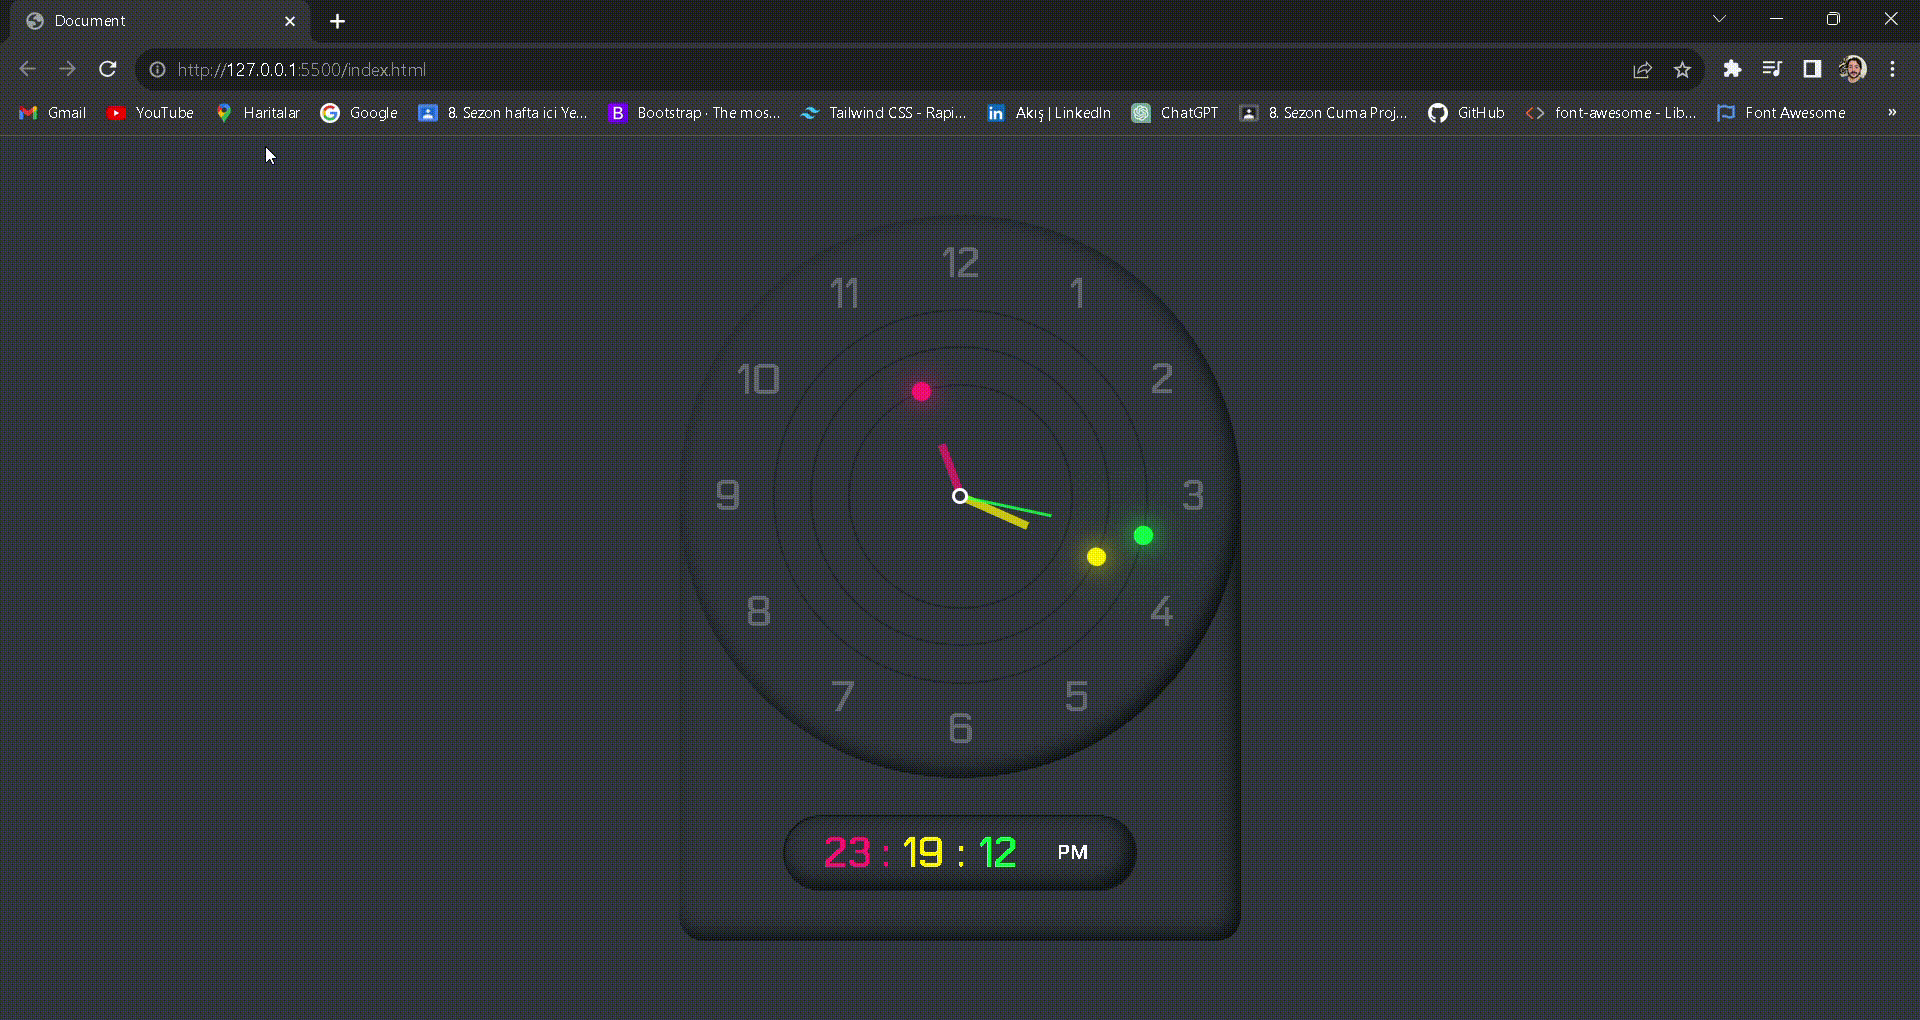 Document
http://127.0.0.1:5500/index.html
Gmail YouTube Haritalar Google 8. Sezon hafta ici Ye... Bootstrap · The mos... Tailwind CSS - Rapi... Akış | LinkedIn ChatGPT 8. Sezon Cuma Proj... GitHub font-awesome - Lib... Font Awesome »
12
11 1
10 2
9 3
8 4
7 5
6
23 : 19 : 12 PM